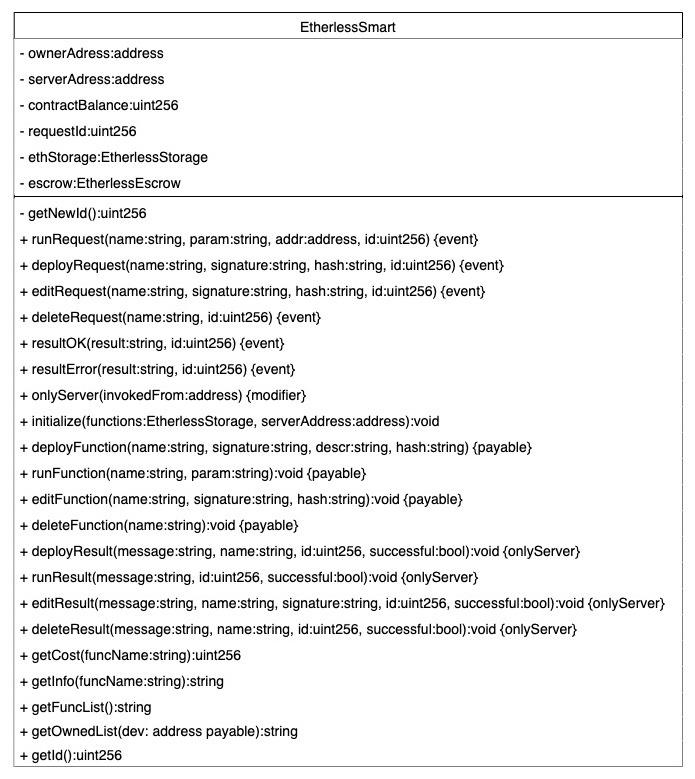 EtherlessSmart
- ownerAdress:address
- serverAdress:address
- contractBalance:uint256
- requestId:uint256
- ethStorage:EtherlessStorage
- escrow:EtherlessEscrow
- getNewId():uint256
+ runRequest(name:string, param:string, addr:address, id:uint256) {event}
+ deployRequest(name:string, signature:string, hash:string, id:uint256) {event}
+ editRequest(name:string, signature:string, hash:string, id:uint256) {event}
+ deleteRequest(name:string, id:uint256) {event}
+ resultOK(result:string, id:uint256) {event}
+ resultError(result:string, id:uint256) {event}
+ onlyServer(invokedFrom:address) {modifier}
+ initialize(functions:EtherlessStorage, serverAddress:address):void
+ deployFunction(name:string, signature:string, descr:string, hash:string) {payable}
+ runFunction(name:string, param:string):void {payable}
+ editFunction(name:string, signature:string, hash:string):void {payable}
+ deleteFunction(name:string):void {payable}
+ deployResult(message:string, name:string, id:uint256, successful:bool):void {onlyServer}
+ runResult(message:string, id:uint256, successful:bool):void {onlyServer}
+ editResult(message:string, name:string, signature:string, id:uint256, successful:bool):void {onlyServer}
+ deleteResult(message:string, name:string, id:uint256, successful:bool):void {onlyServer}
+ getCost(funcName:string):uint256
+ getInfo(funcName:string):string
+ getFuncList():string
+ getOwnedList(dev: address payable):string
+ getId():uint256